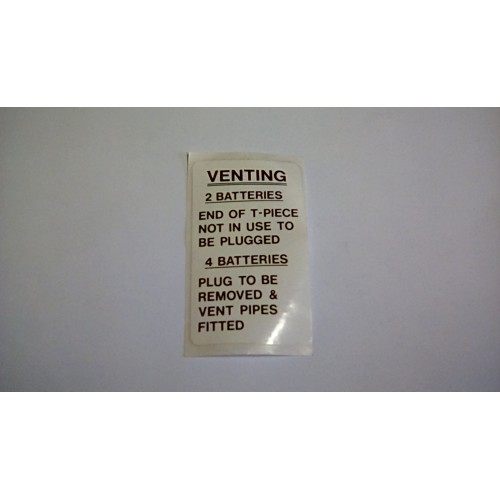 VENTING
2 BATTERIES
END OF T-PIECE
NOT IN USE TO
BE PLUGGED
4 BATTERIES
PLUG TO BE
REMOVED &
VENT PIPES
FITTED